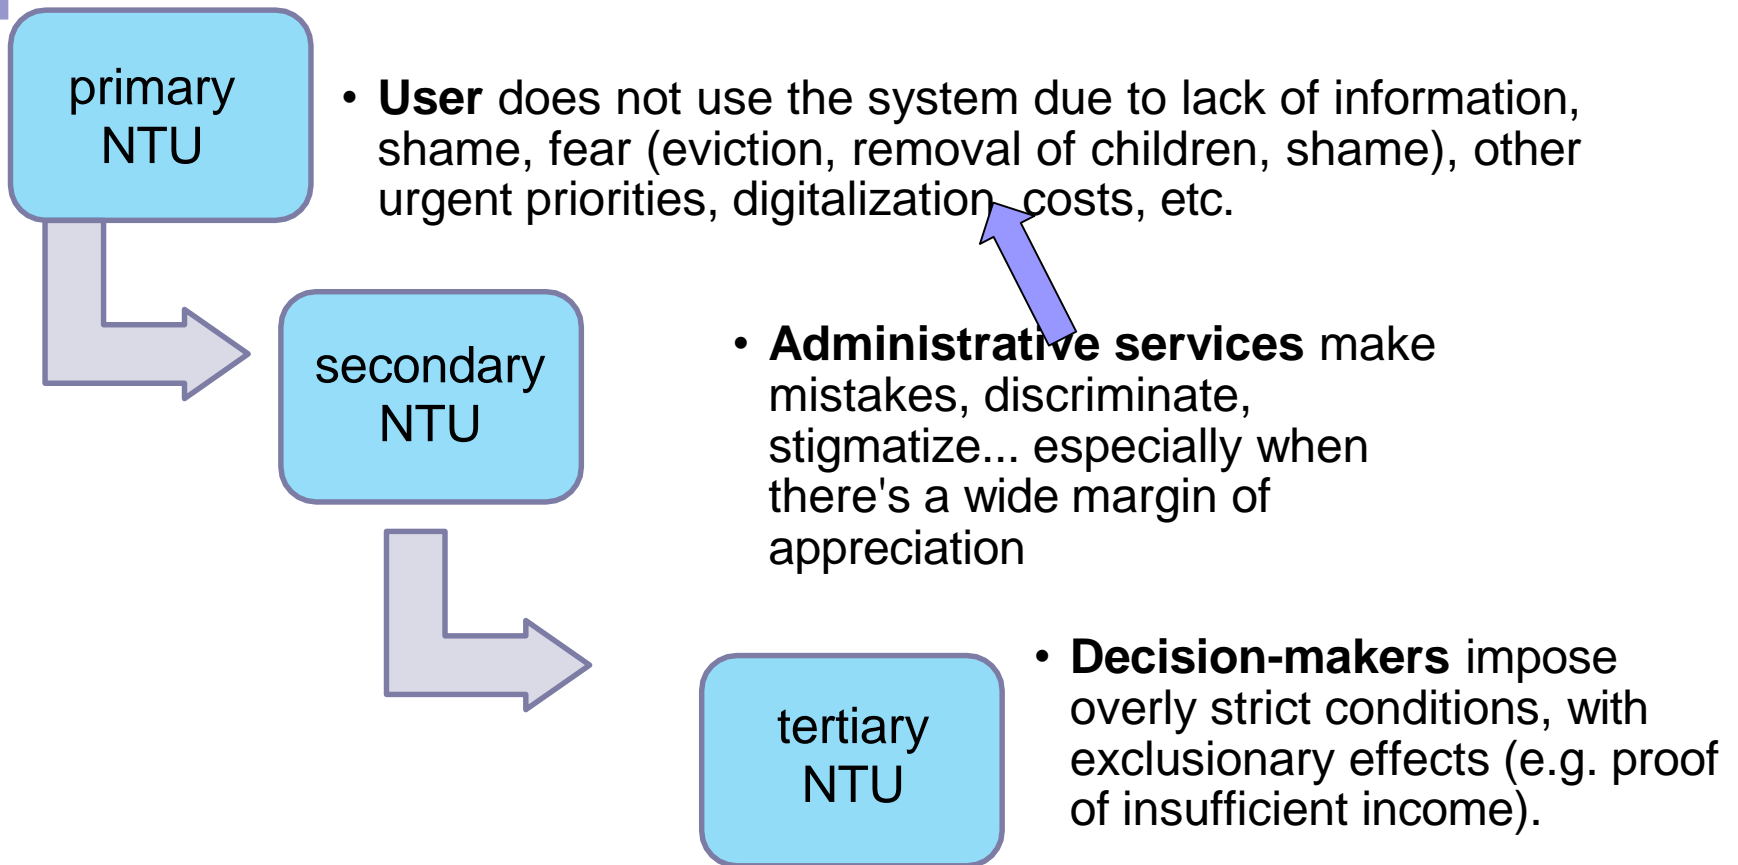 primary
NTU
• User does not use the system due to lack of information,
shame, fear (eviction, removal of children, shame), other
urgent priorities, digitalization, costs, etc.
secondary
NTU
• Administrative services make
mistakes, discriminate,
stigmatize... especially when
there's a wide margin of
appreciation
tertiary
NTU
• Decision-makers impose
overly strict conditions, with
exclusionary effects (e.g. proof
of insufficient income).